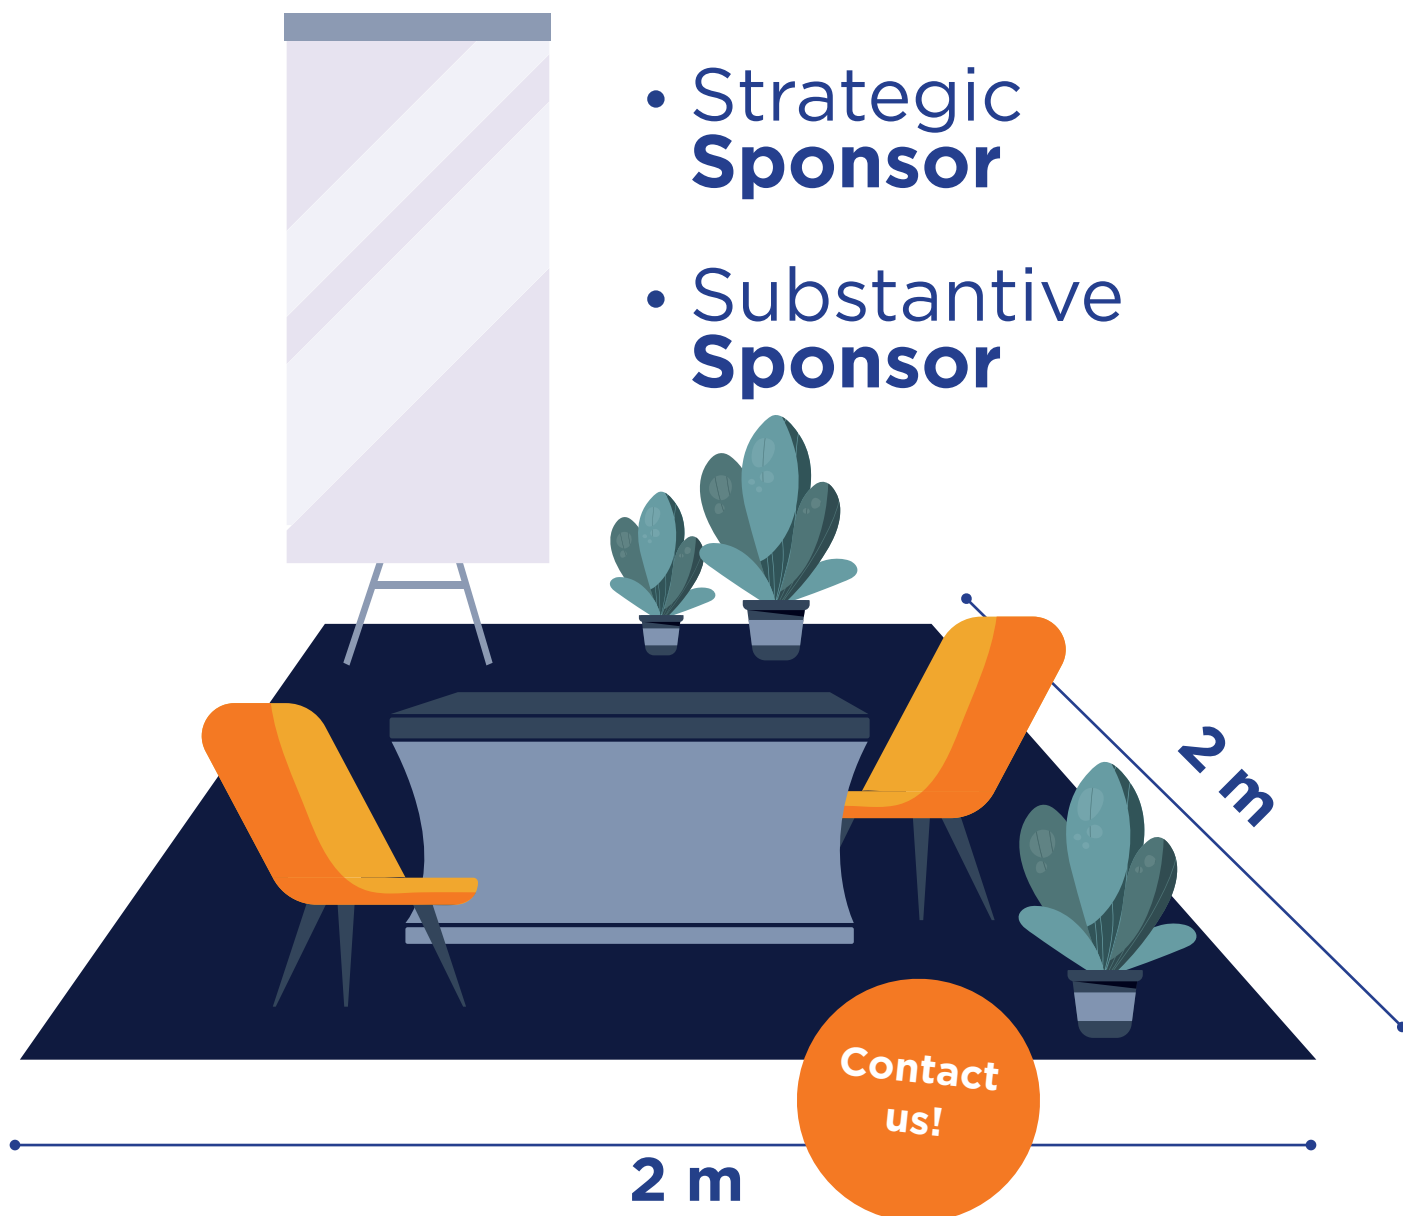 • Strategic
Sponsor
• Substantive
Sponsor
2 m
Contact
us!
2 m